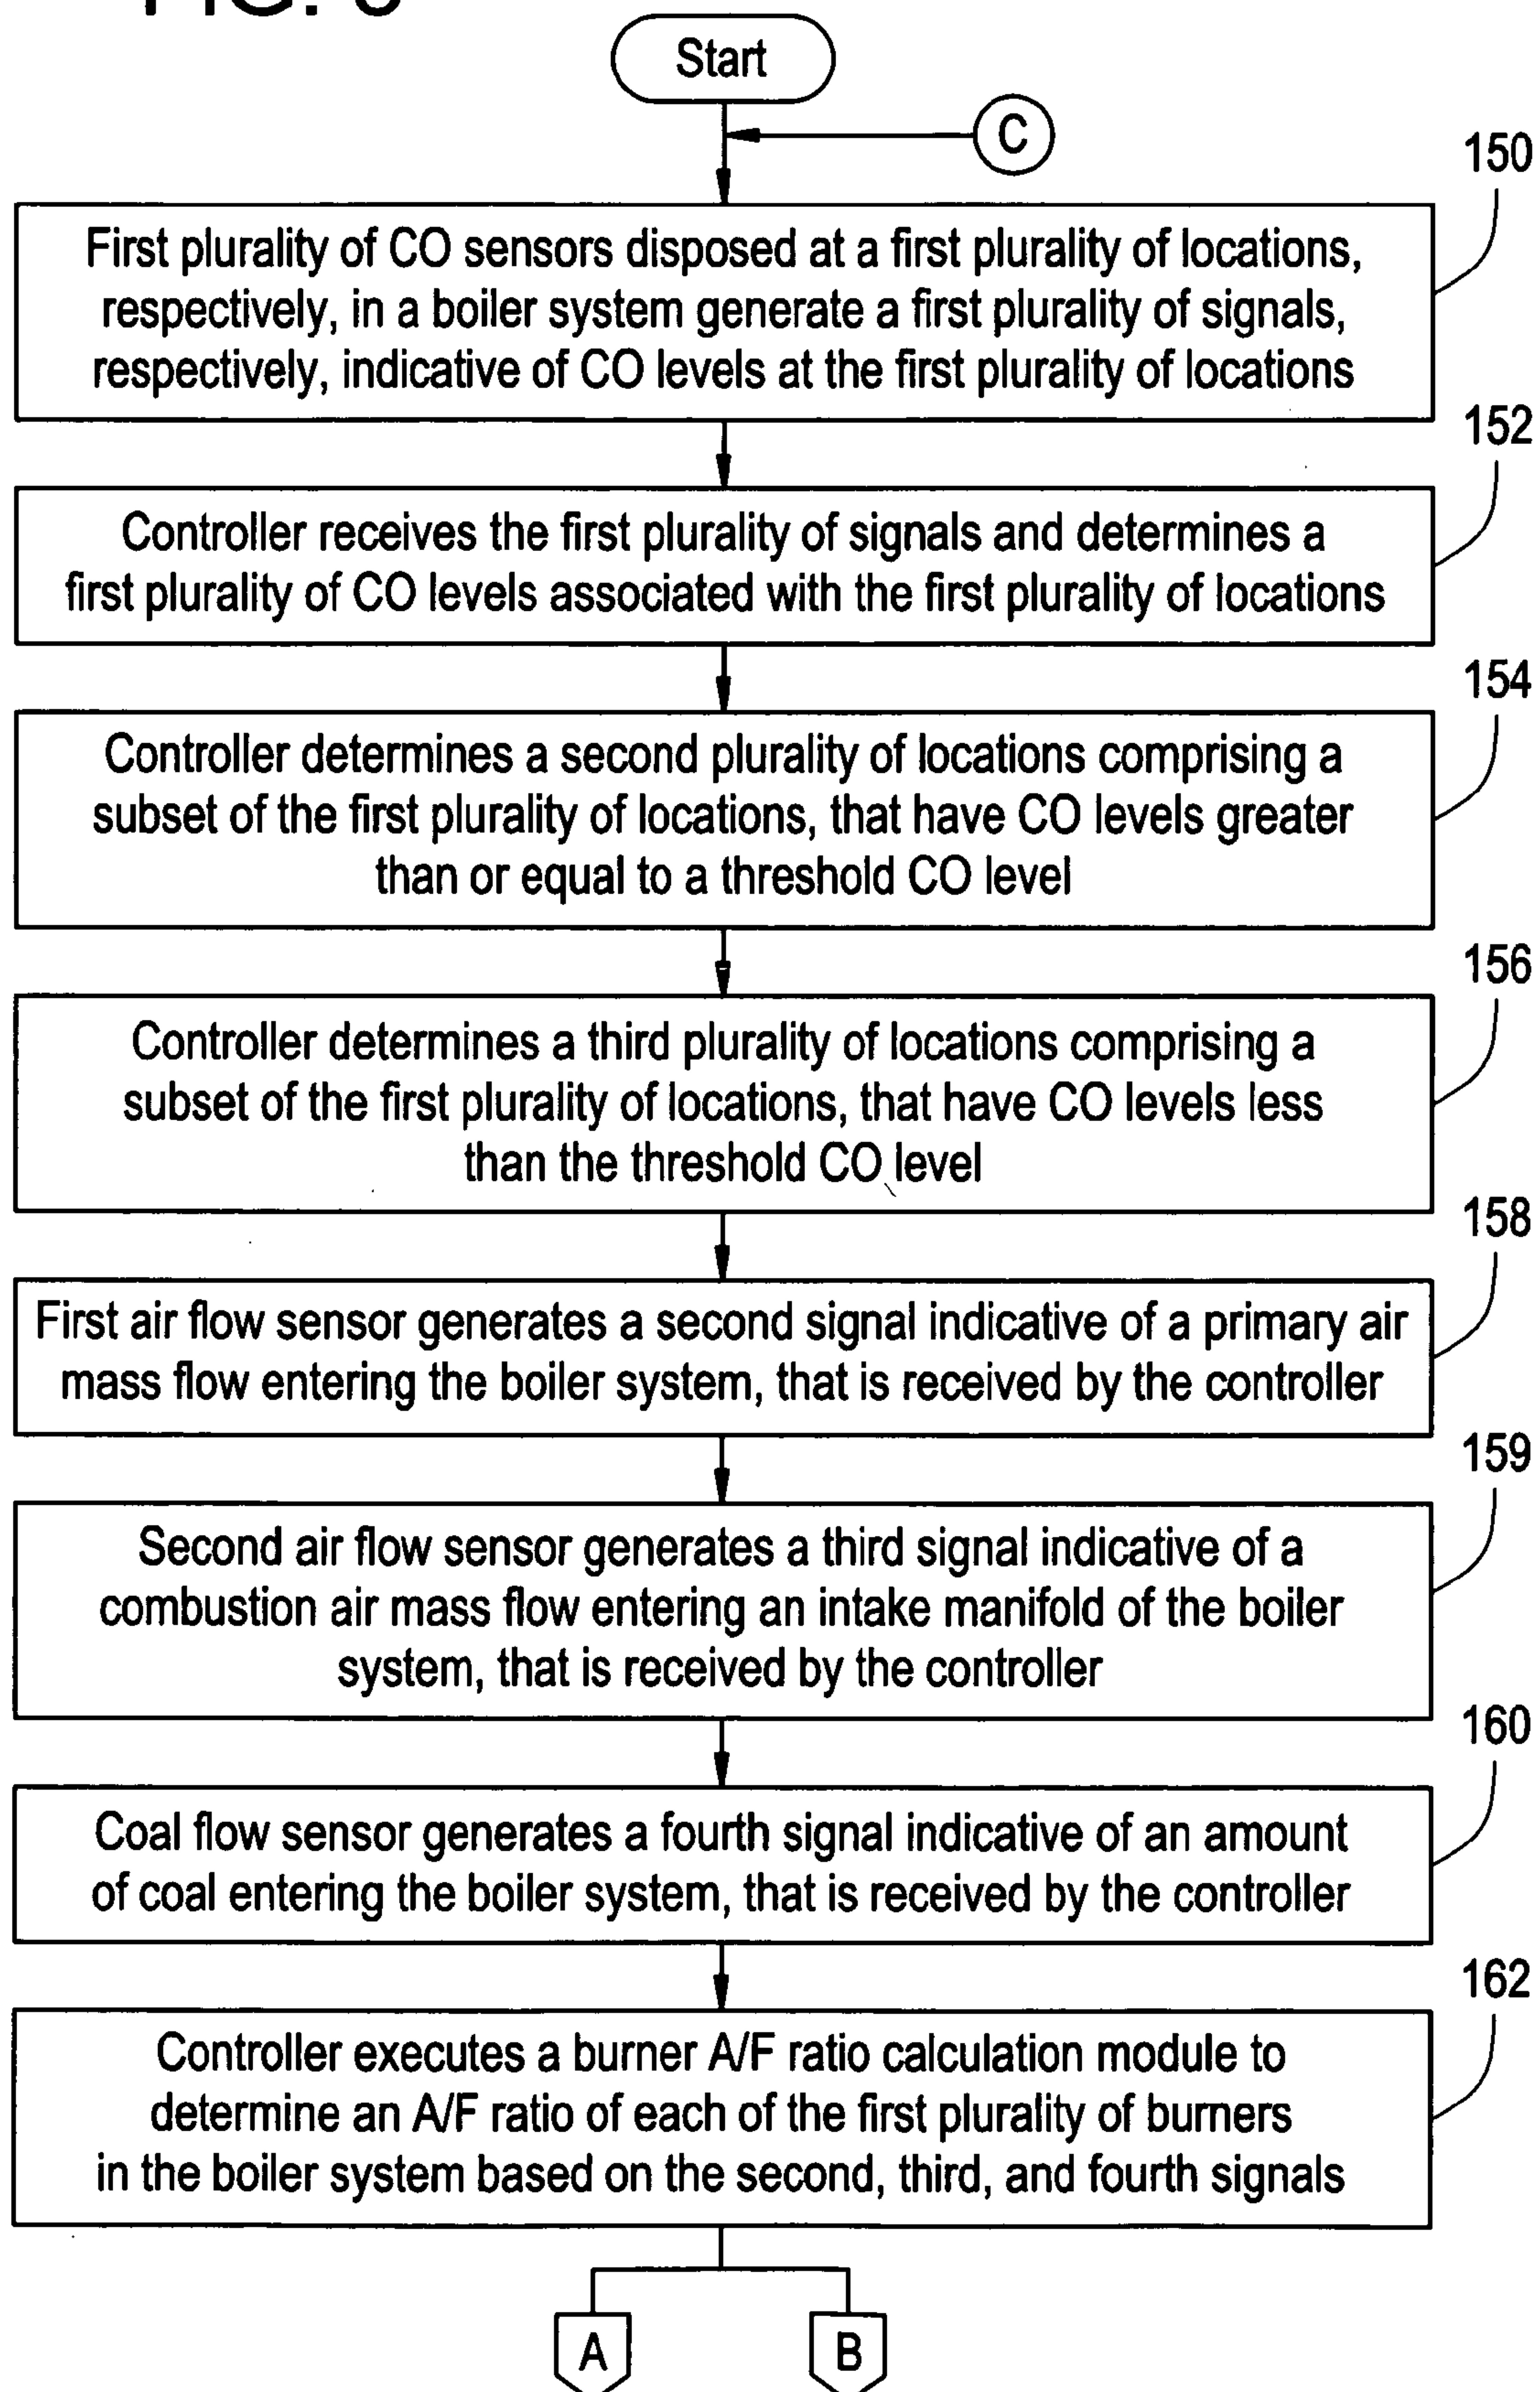 Start
C
150
First plurality of CO sensors disposed at a first plurality of locations,
respectively, in a boiler system generate a first plurality of signals,
respectively, indicative of CO levels at the first plurality of locations
152
Controller receives the first plurality of signals and determines a
first plurality of CO levels associated with the first plurality of locations
154
Controller determines a second plurality of locations comprising a
subset of the first plurality of locations, that have CO levels greater
than or equal to a threshold CO level
156
Controller determines a third plurality of locations comprising a
subset of the first plurality of locations, that have CO levels less
than the threshold CO level
158
First air flow sensor generates a second signal indicative of a primary air
mass flow entering the boiler system, that is received by the controller
159
Second air flow sensor generates a third signal indicative of a
combustion air mass flow entering an intake manifold of the boiler
system, that is received by the controller
160
Coal flow sensor generates a fourth signal indicative of an amount
of coal entering the boiler system, that is received by the controller
162
Controller executes a burner A/F ratio calculation module to
determine an A/F ratio of each of the first plurality of burners
in the boiler system based on the second, third, and fourth signals
A
B